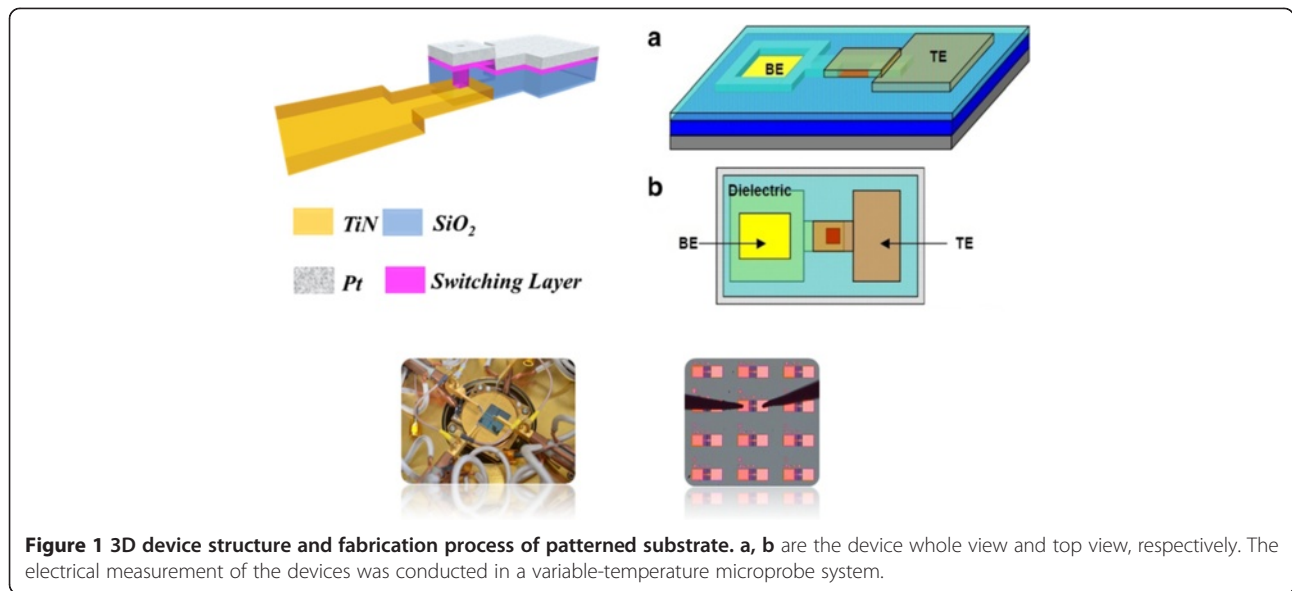 a
BE
TE
TiN
SiO₂
Pt
Switching Layer
b
Dielectric
BE
TE
Figure 1 3D device structure and fabrication process of patterned substrate. a, b are the device whole view and top view, respectively. The
electrical measurement of the devices was conducted in a variable-temperature microprobe system.